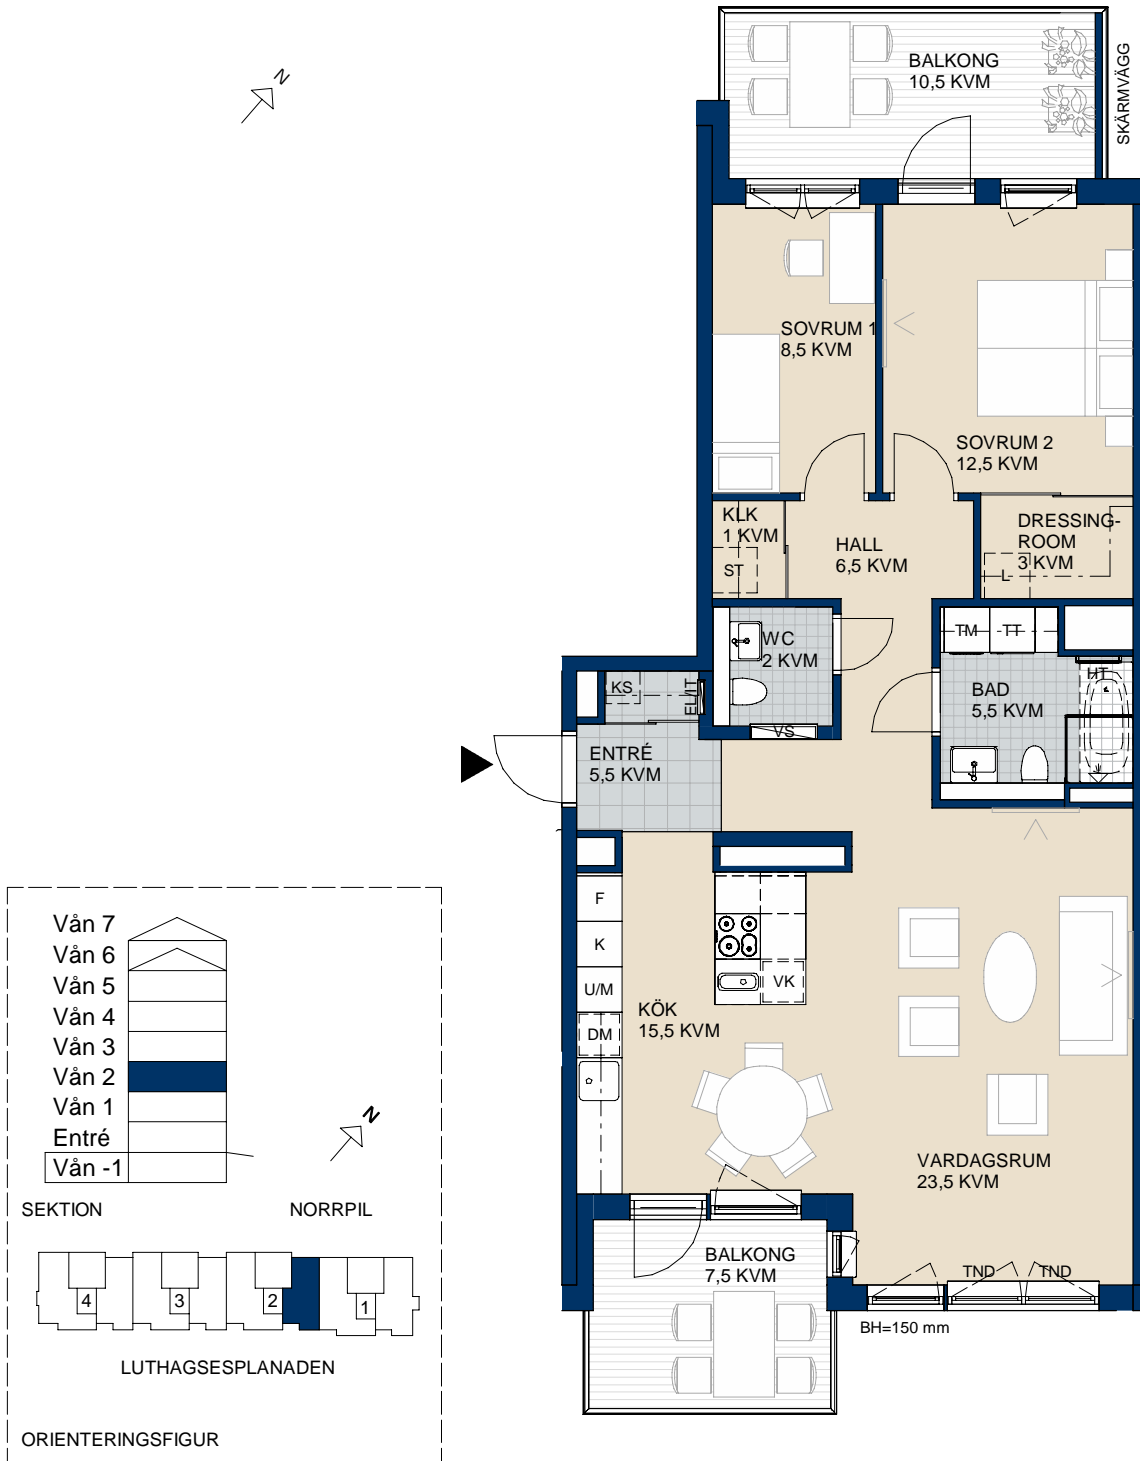 N
BALKONG
10,5 KVM
SKÄRMVÄGG
SOVRUM 1
8,5 KVM
SOVRUM 2
12,5 KVM
KLK
1 KVM
ST
HALL
6,5 KVM
DRESSING-
ROOM
3 KVM
L
WC
2 KVM
VS
TM
TT
HT
BAD
5,5 KVM
KS
EL/IT
ENTRÉ
5,5 KVM
F
K
U/M
DM
VK
KÖK
15,5 KVM
VARDAGSRUM
23,5 KVM
BALKONG
7,5 KVM
TND
TND
BH=150 mm
Vån 7
Vån 6
Vån 5
Vån 4
Vån 3
Vån 2
Vån 1
Entré
Vån -1
N
SEKTION
NORRPIL
4
3
2
1
LUTHAGSESPLANADEN
ORIENTERINGSFIGUR